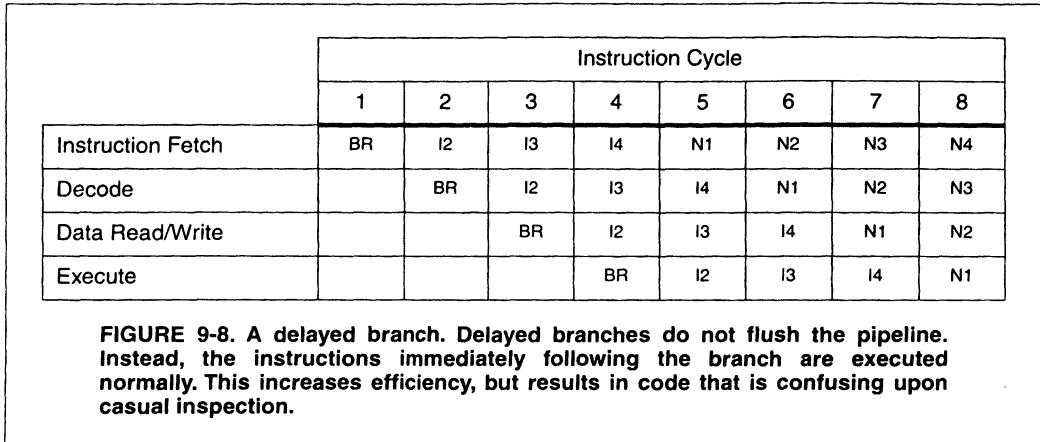 Instruction Cycle
1 2 3 4 5 6 7 8
Instruction Fetch BR I2 I3 I4 N1 N2 N3 N4
Decode BR I2 I3 I4 N1 N2 N3
Data Read/Write BR I2 I3 I4 N1 N2
Execute BR I2 I3 I4 N1
FIGURE 9-8. A delayed branch. Delayed branches do not flush the pipeline.
Instead, the instructions immediately following the branch are executed
normally. This increases efficiency, but results in code that is confusing upon
casual inspection.